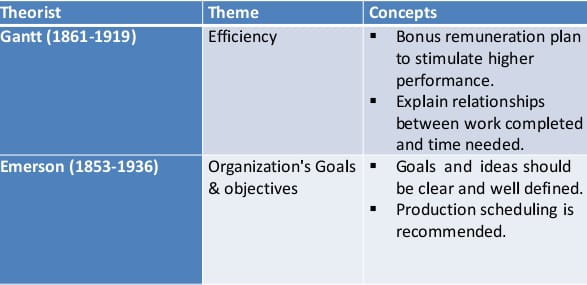 Theorist Theme Concepts
Gantt (1861-1919) Efficiency ▪ Bonus remuneration plan
to stimulate higher
performance.
▪ Explain relationships
between work completed
and time needed.
Emerson (1853-1936) Organization's Goals ▪ Goals and ideas should
& objectives be clear and well defined.
▪ Production scheduling is
recommended.